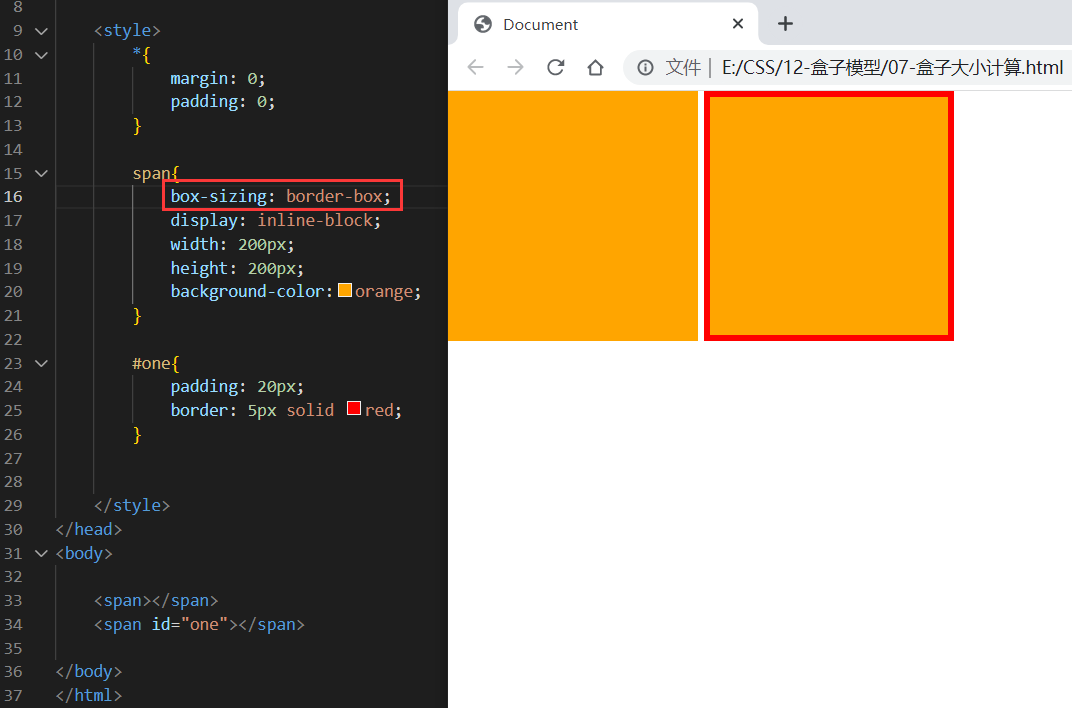 8
9 <style>
10 *{
11 margin: 0;
12 padding: 0;
13 }
14
15 span{
16 box-sizing: border-box;
17 display: inline-block;
18 width: 200px;
19 height: 200px;
20 background-color: orange;
21 }
22
23 #one{
24 padding: 20px;
25 border: 5px solid red;
26 }
27
28
29 </style>
30 </head>
31 <body>
32
33 <span></span>
34 <span id="one"></span>
35
36 </body>
37 </html>
Document
文件 | E:/CSS/12-盒子模型/07-盒子大小计算.html